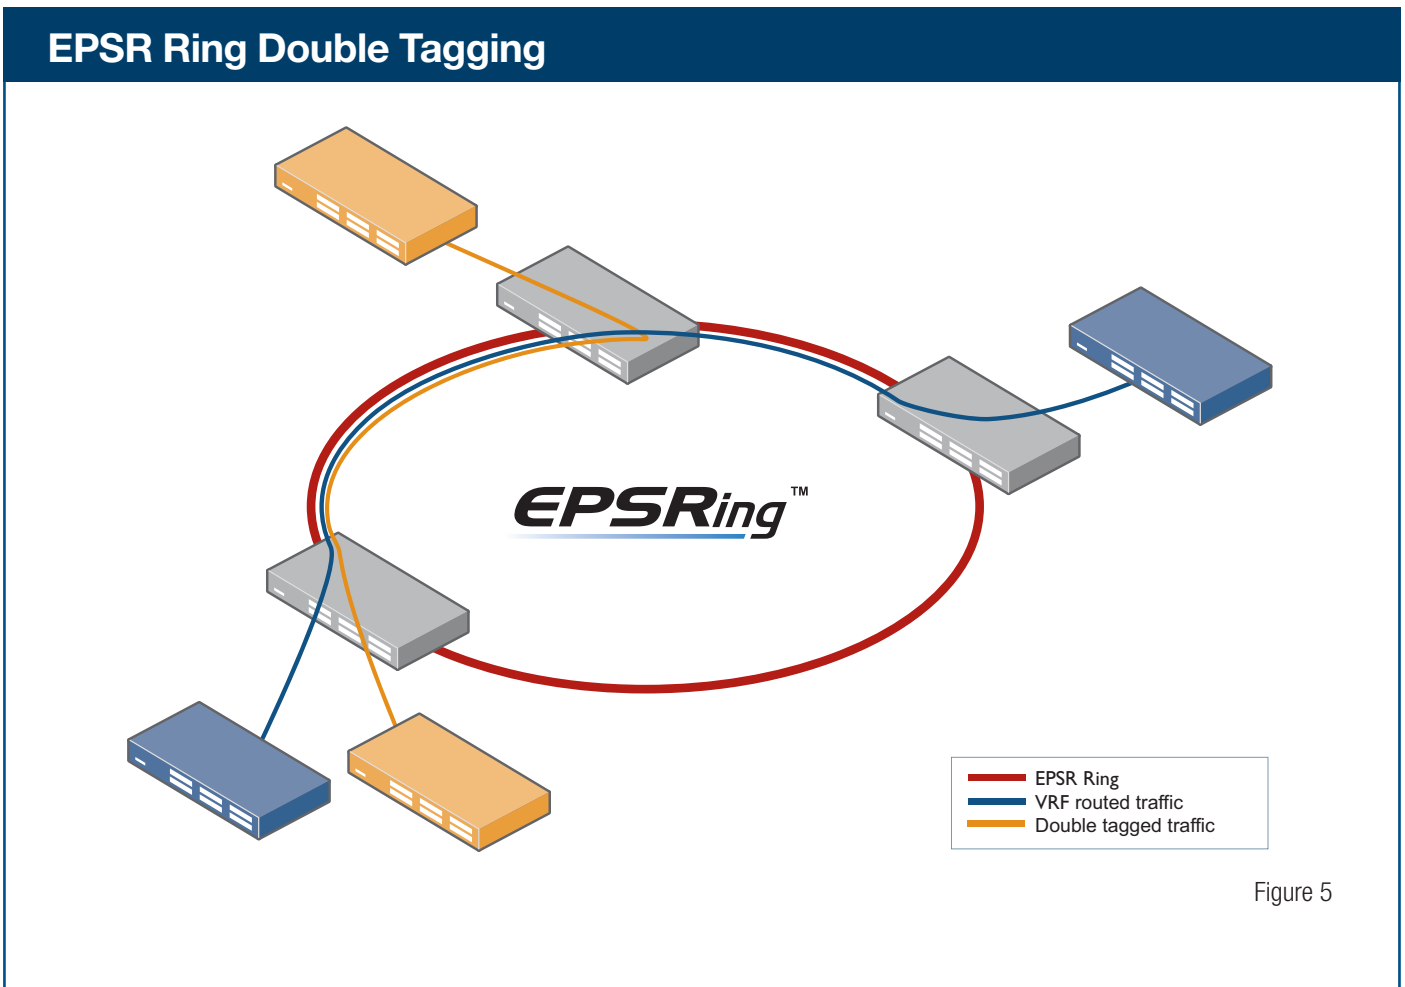 EPSR Ring Double Tagging
EPSRing™
EPSR Ring
VRF routed traffic
Double tagged traffic
Figure 5